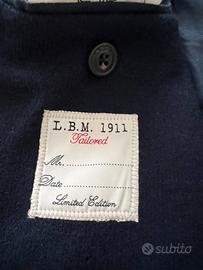 L.B.M. 1911
Tailored
Mr.
Date
Limited Edition
subito